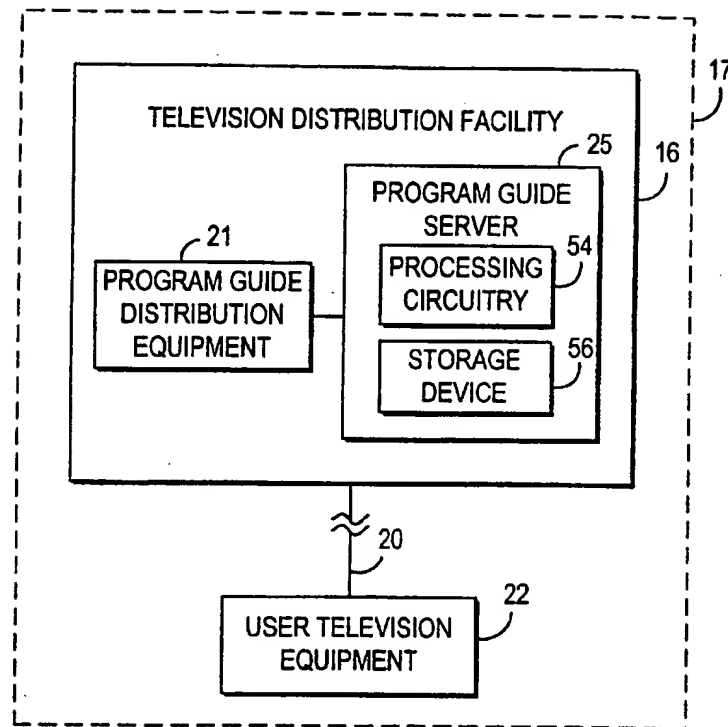 17
TELEVISION DISTRIBUTION FACILITY
25
16
PROGRAM GUIDE
SERVER
21
54
PROGRAM GUIDE
DISTRIBUTION
EQUIPMENT
PROCESSING
CIRCUITRY
56
STORAGE
DEVICE
20
22
USER TELEVISION
EQUIPMENT